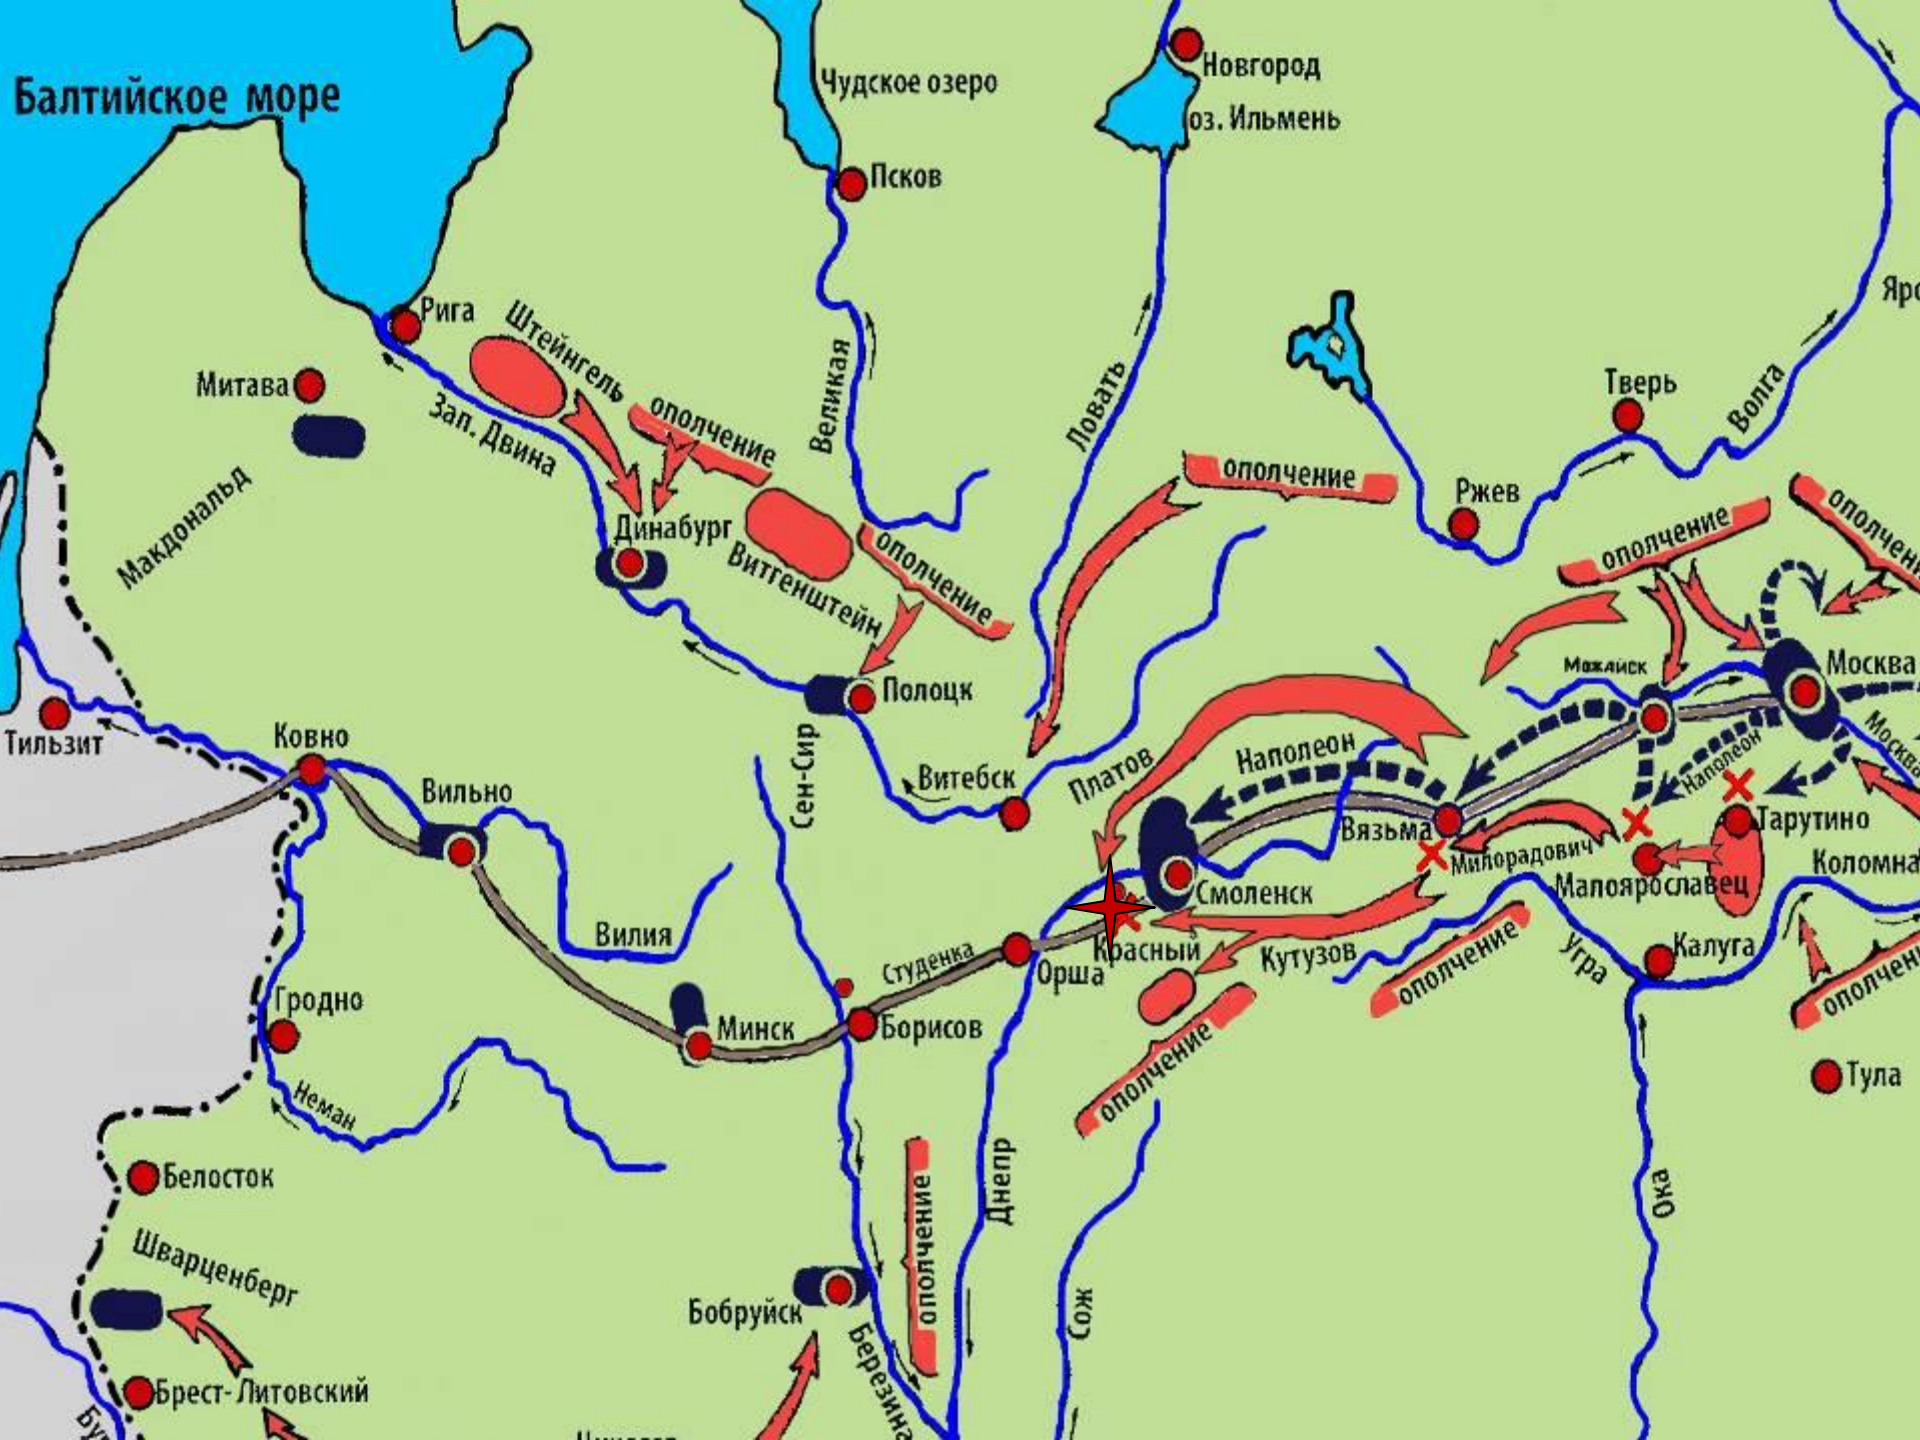 Балтийское море
Чудское озеро
Новгород
оз. Ильмень
Псков
Рига
Штейнгель
Митава
Зап. Двина
ополчение
Великая
Ловать
Тверь
Волга
Макдональд
Динабург
Витгенштейн
ополчение
ополчение
Ржев
ополчение
Можайск
Москва
Полоцк
Тильзит
Ковно
Вильно
Сен-Сир
Витебск
Платов
Наполеон
Наполеон
Вязьма
Милорадович
Тарутино
Малоярославец
Коломна
Смоленск
Вилия
Студенка
Орша
Красный
Кутузов
ополчение
Угра
Калуга
Гродно
Минск
Борисов
ополчение
Тула
Неман
Белосток
Днепр
ополчение
Ока
Шварценберг
Бобруйск
Березина
Сож
Брест-Литовский